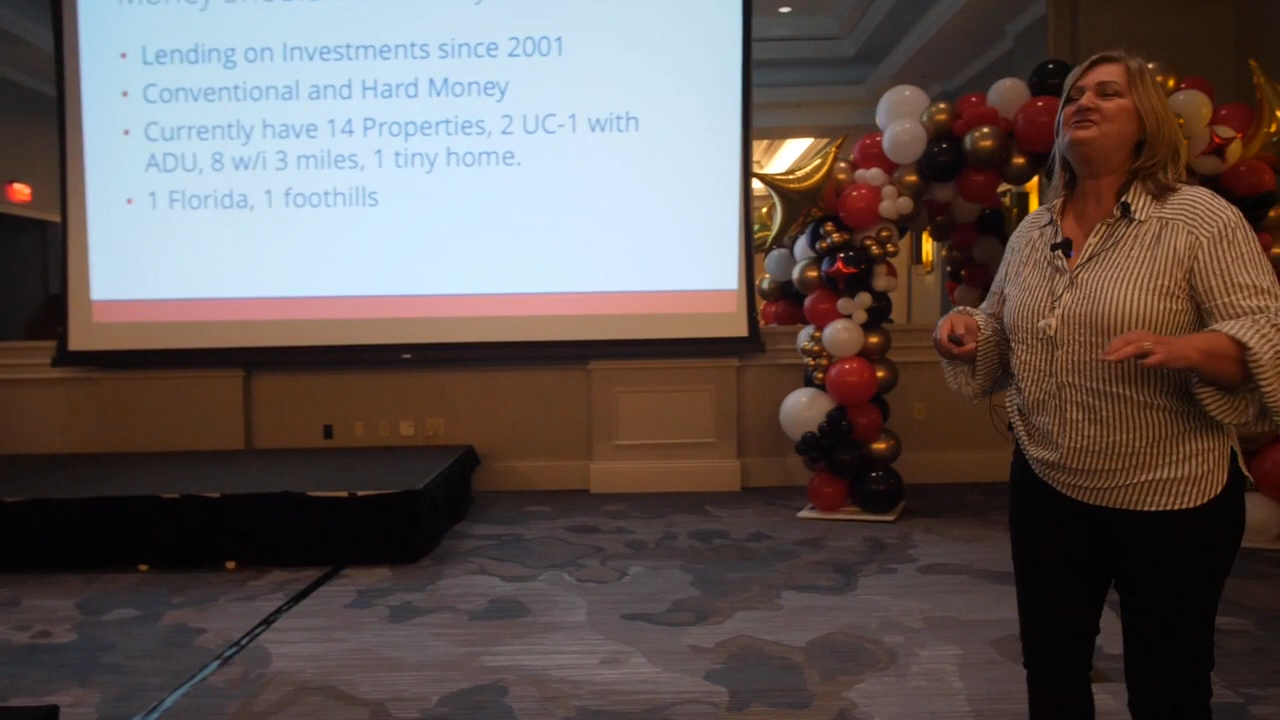 Lending on Investments since 2001
Conventional and Hard Money
Currently have 14 Properties, 2 UC-1 with
ADU, 8 w/i 3 miles, 1 tiny home.
1 Florida, 1 foothills